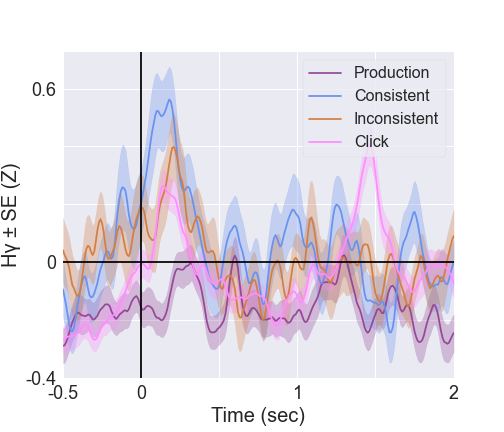 Production
Consistent
Inconsistent
Click
0.6
0
-0.4
-0.5
0
1
2
Hγ ± SE (Z)
Time (sec)